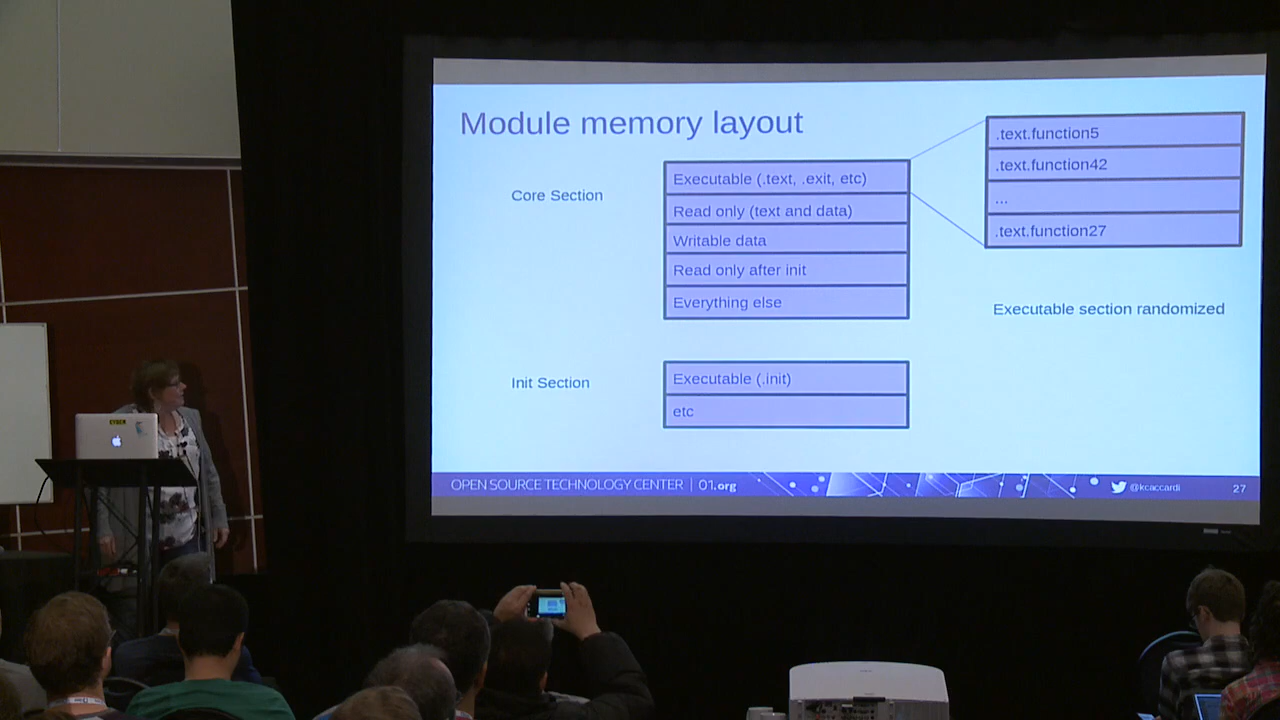 Module memory layout
Core Section
Executable (.text, .exit, etc)
Read only (text and data)
Writable data
Read only after init
Everything else
.text.function5
.text.function42
...
.text.function27
Executable section randomized
Init Section
Executable (.init)
etc
OPEN SOURCE TECHNOLOGY CENTER | 01.org
@kcaccardi
27